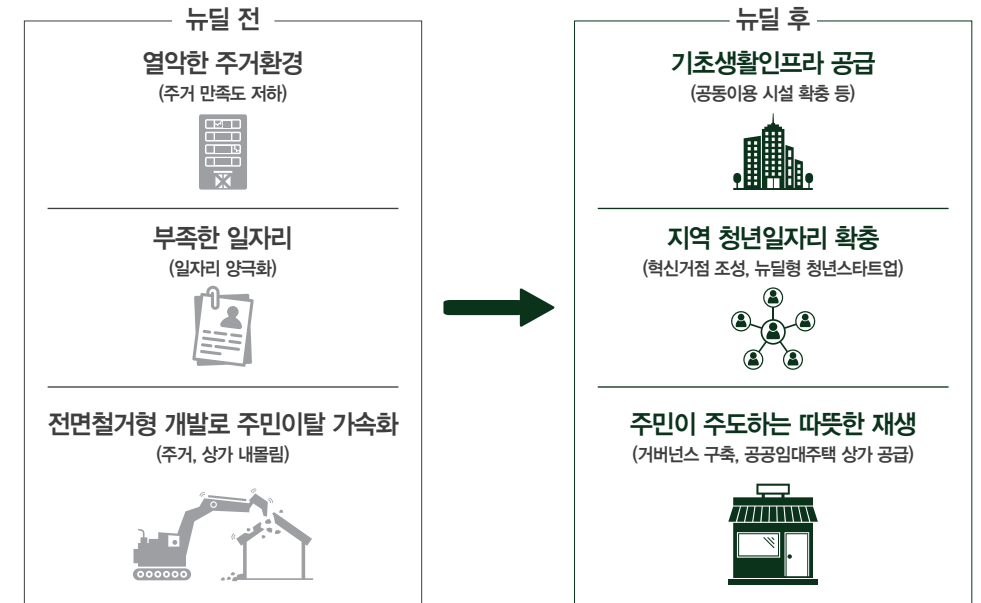 뉴딜 전
열악한 주거환경
(주거 만족도 저하)
부족한 일자리
(일자리 양극화)
전면철거형 개발로 주민이탈 가속화
(주거, 상가 내몰림)
뉴딜 후
기초생활인프라 공급
(공동이용 시설 확충 등)
지역 청년일자리 확충
(혁신거점 조성, 뉴딜형 청년스타트업)
주민이 주도하는 따뜻한 재생
(거버넌스 구축, 공공임대주택 상가 공급)